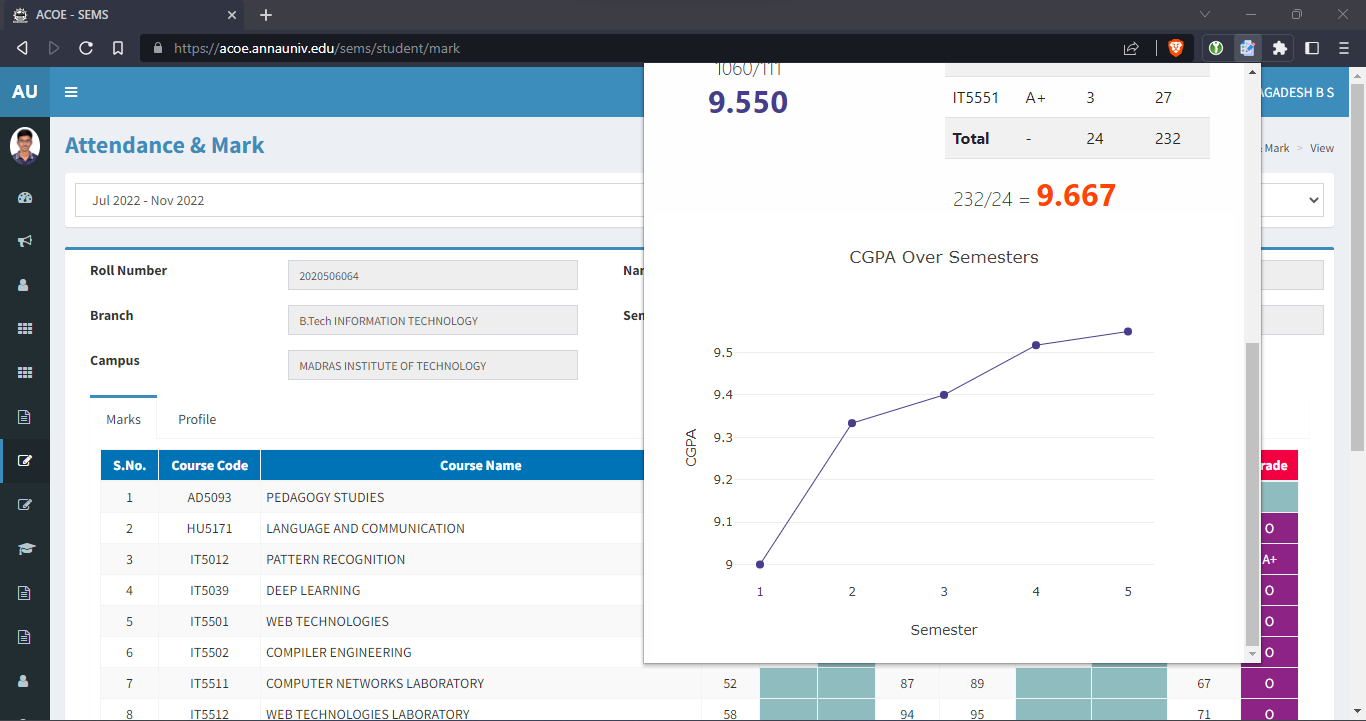 ACOE - SEMS
https://acoe.annauniv.edu/sems/student/mark
AU
AGADESH B S
Attendance & Mark
Mark > View
Jul 2022 - Nov 2022
Roll Number 2020506064
Branch B.Tech INFORMATION TECHNOLOGY
Campus MADRAS INSTITUTE OF TECHNOLOGY
Marks Profile
S.No. Course Code Course Name
1 AD5093 PEDAGOGY STUDIES
2 HU5171 LANGUAGE AND COMMUNICATION O
3 IT5012 PATTERN RECOGNITION A+
4 IT5039 DEEP LEARNING O
5 IT5501 WEB TECHNOLOGIES O
6 IT5502 COMPILER ENGINEERING O
7 IT5511 COMPUTER NETWORKS LABORATORY 52 87 89 67 O
8 IT5512 WEB TECHNOLOGIES LABORATORY 58 94 95 71 O
1060/111
9.550
IT5551 A+ 3 27
Total - 24 232
232/24 = 9.667
CGPA Over Semesters
CGPA
9.5
9.4
9.3
9.2
9.1
9
1 2 3 4 5
Semester